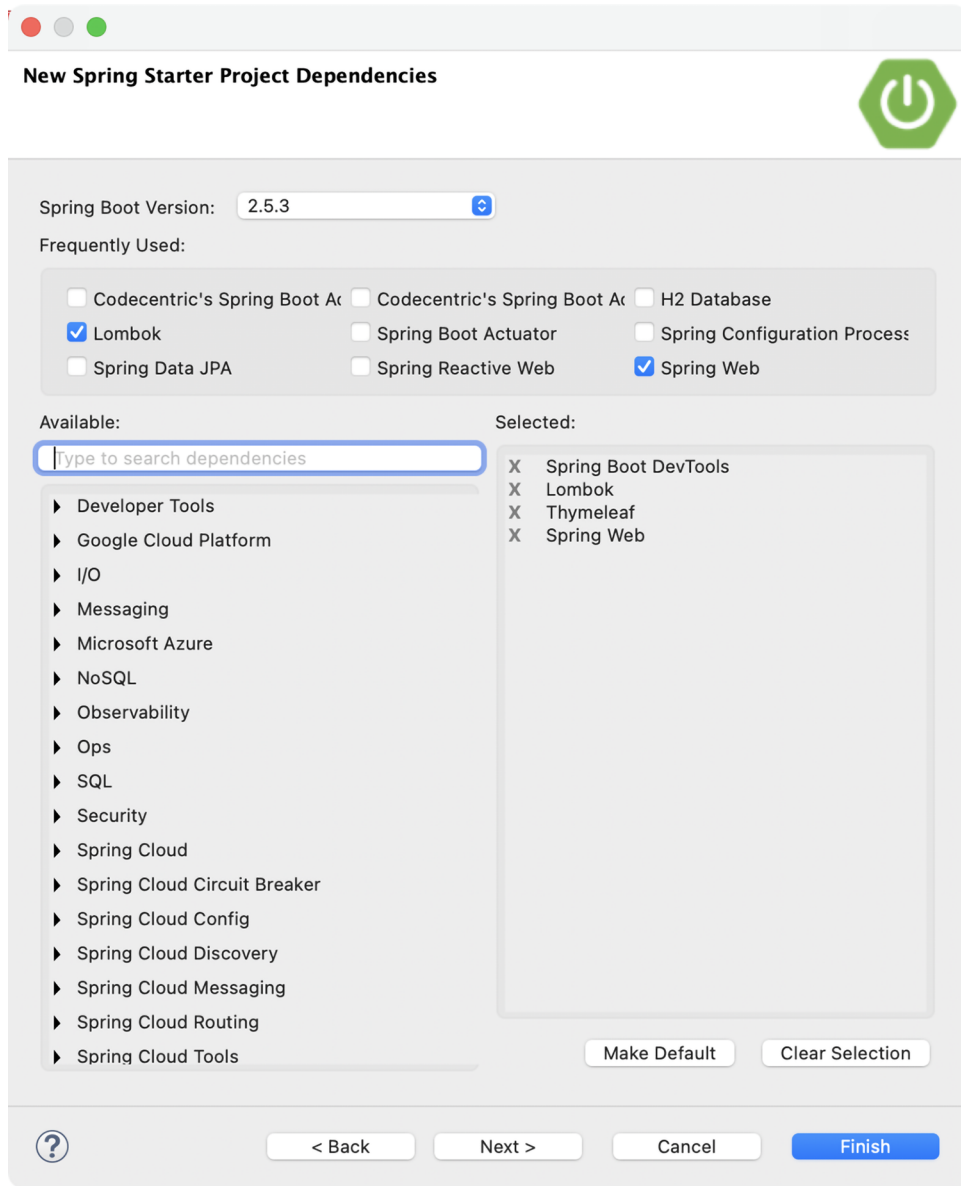 New Spring Starter Project Dependencies
Spring Boot Version: 2.5.3
Frequently Used:
Codecentric's Spring Boot Ac Codecentric's Spring Boot Ac H2 Database
Lombok Spring Boot Actuator Spring Configuration Process
Spring Data JPA Spring Reactive Web Spring Web
Available:
Type to search dependencies
Developer Tools
Google Cloud Platform
I/O
Messaging
Microsoft Azure
NoSQL
Observability
Ops
SQL
Security
Spring Cloud
Spring Cloud Circuit Breaker
Spring Cloud Config
Spring Cloud Discovery
Spring Cloud Messaging
Spring Cloud Routing
Spring Cloud Tools
Selected:
X Spring Boot DevTools
X Lombok
X Thymeleaf
X Spring Web
Make Default Clear Selection
? < Back Next > Cancel Finish